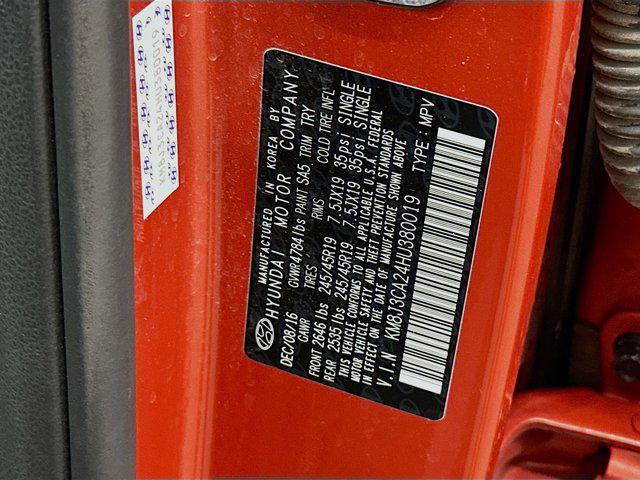 MANUFACTURED IN KOREA BY
HYUNDAI MOTOR COMPANY
DEC/08/16 GVWR 4784 lbs PAINT SA5, TRIM TRY
GAWR TIRES RIMS COLD TIRE INFL
FRONT 2646 lbs 245/45R19 7.5JX19 35psi SINGLE
REAR 2535 lbs 245/45R19 7.5JX19 35psi SINGLE
THIS VEHICLE CONFORMS TO ALL APPLICABLE U.S.A. FEDERAL
MOTOR VEHICLE SAFETY AND THEFT PREVENTION STANDARDS
IN EFFECT ON THE DATE OF MANUFACTURE SHOWN ABOVE
V.I.N KM8J3CA24HU380019 TYPE : MPV
KM8J3CA24HU380019